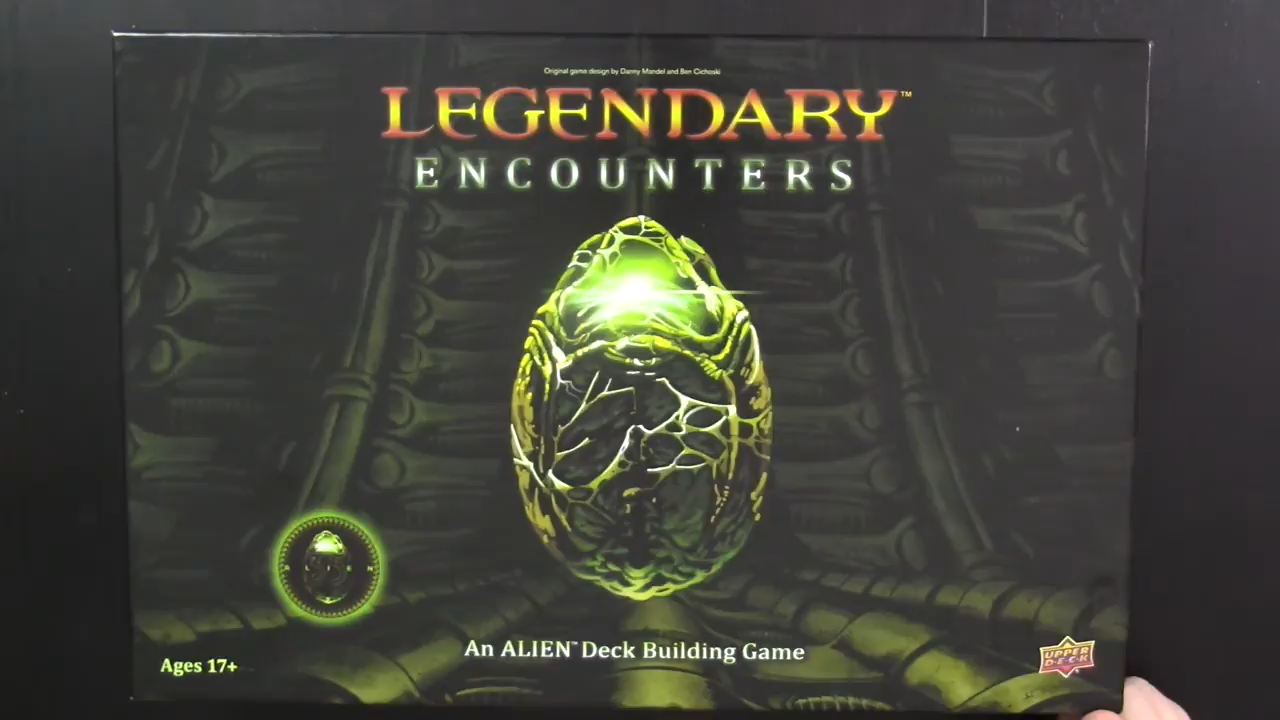 Original game design by Danny Mandel and Ben Cichoski
LEGENDARY™
ENCOUNTERS
An ALIEN™ Deck Building Game
Ages 17+
UPPER
D·E·C·K